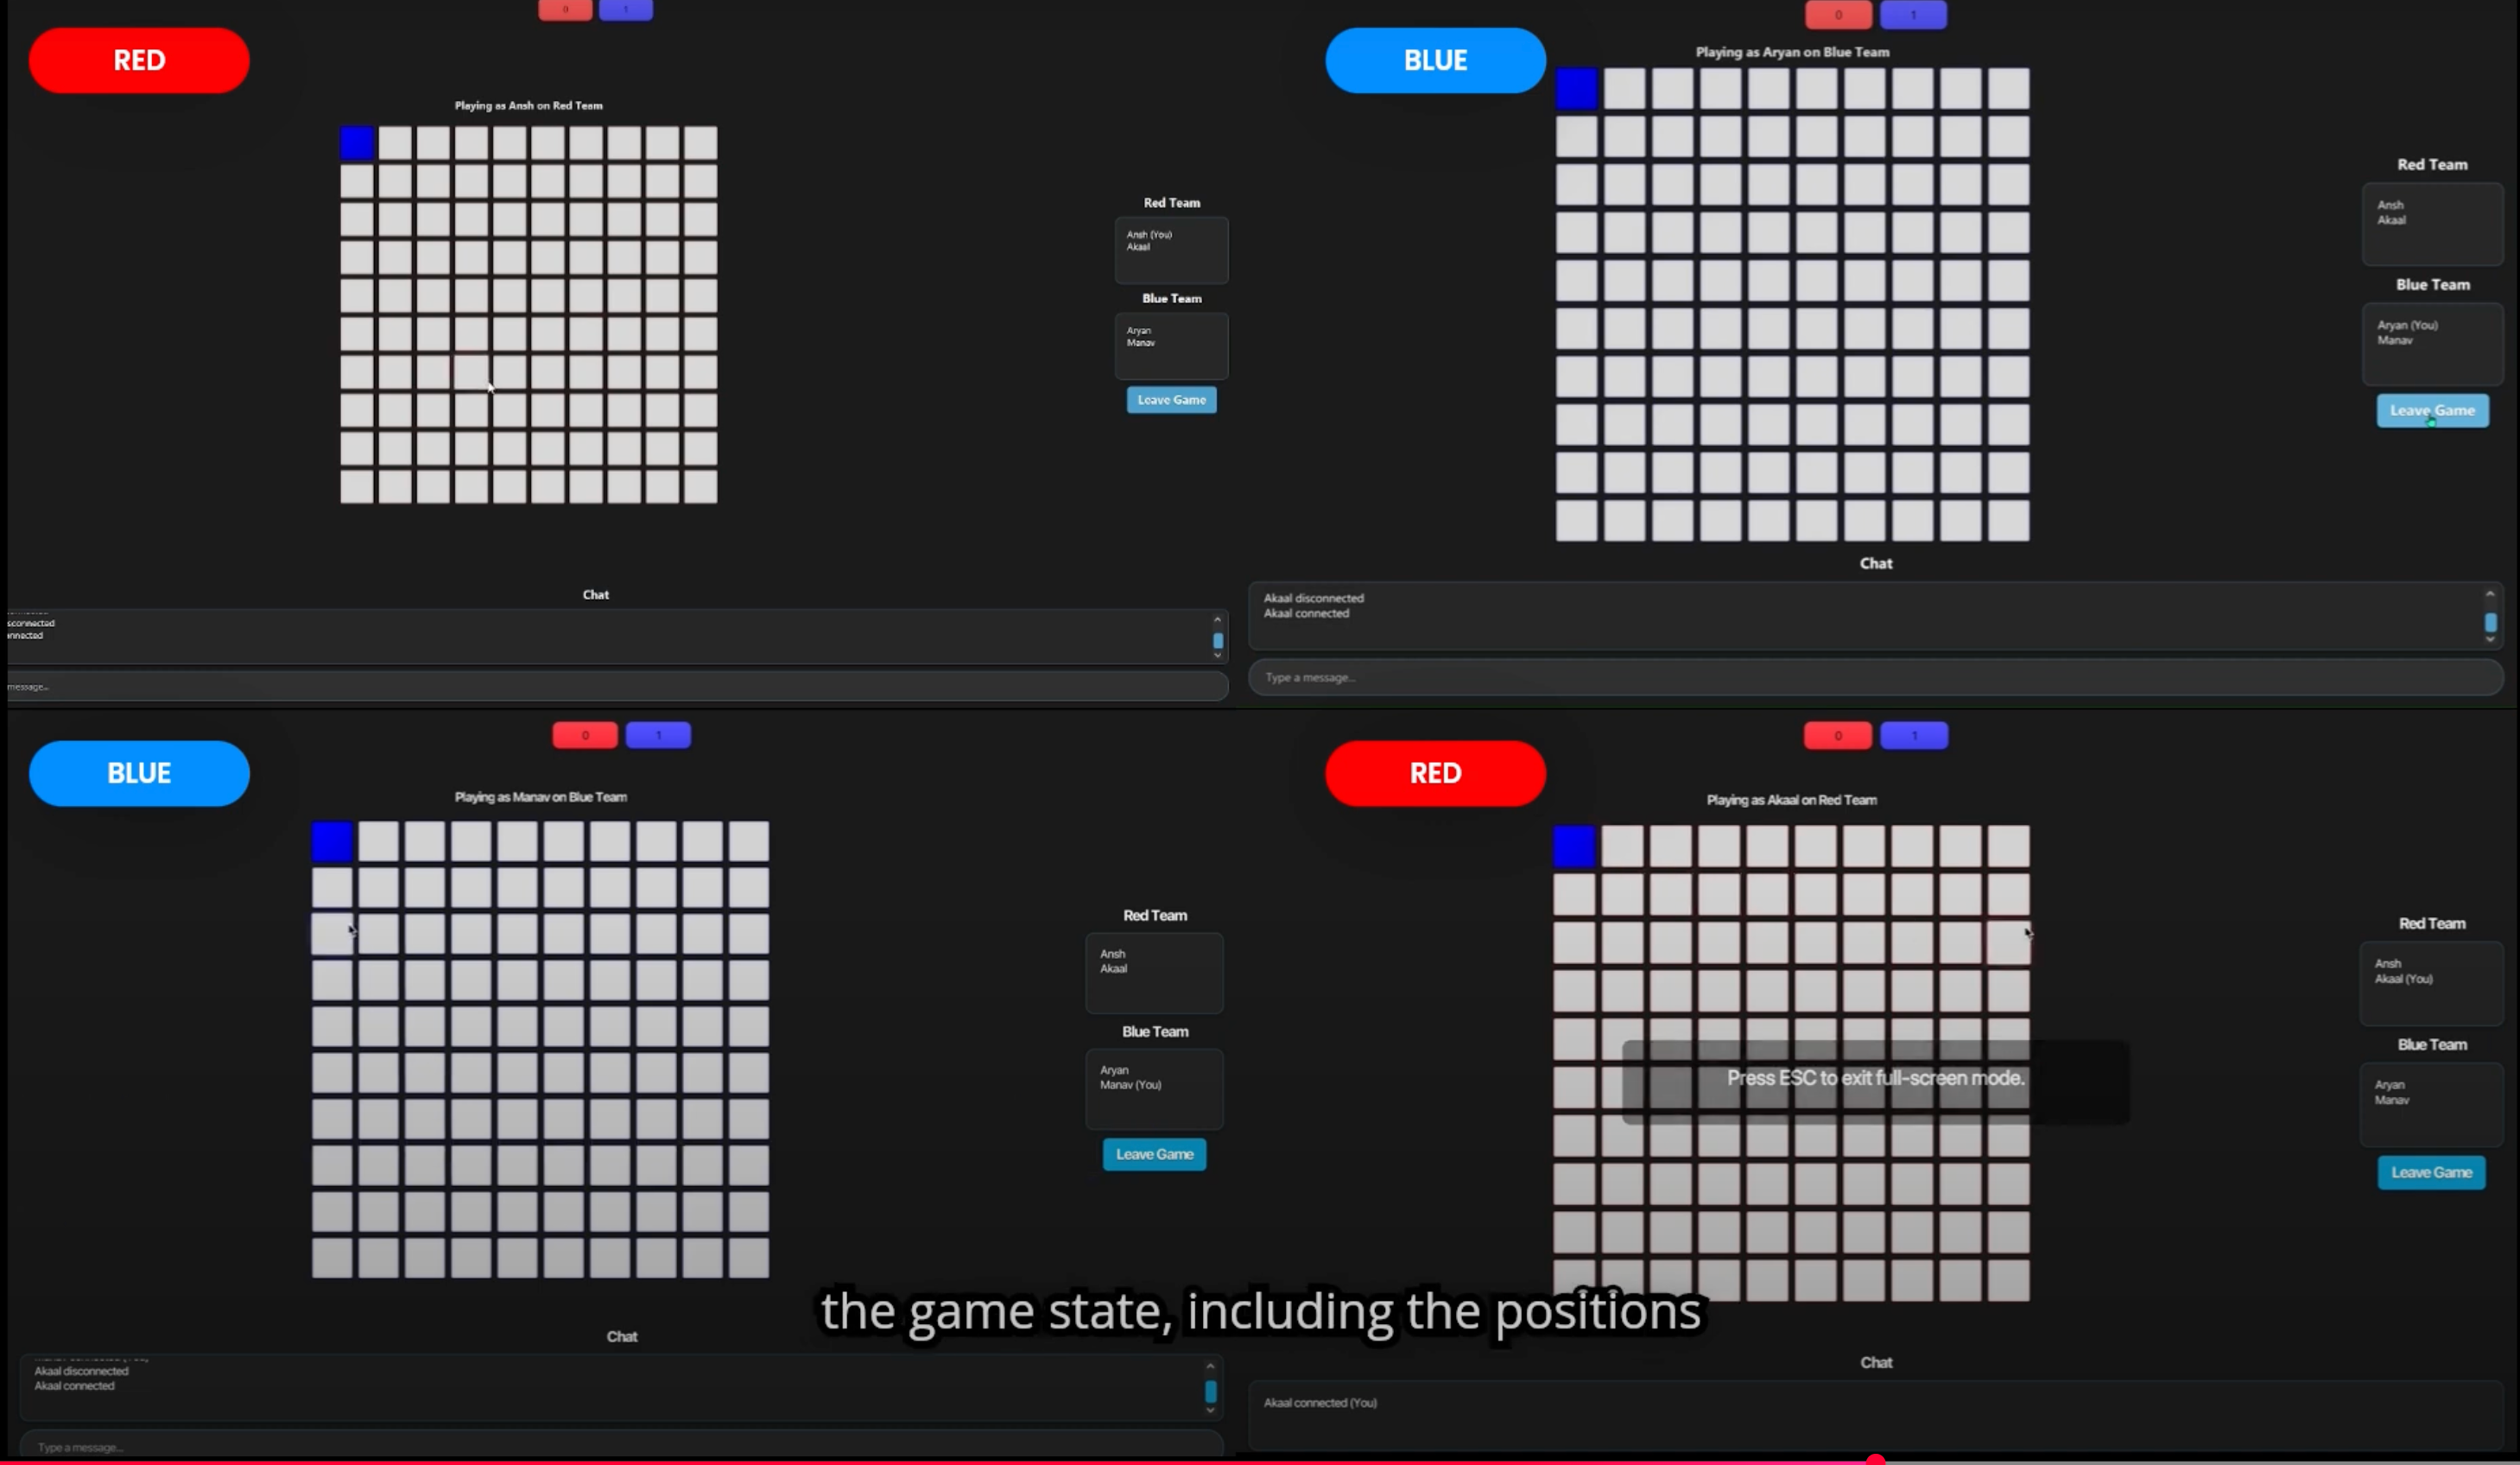 0 1
RED
Playing as Ansh on Red Team
Red Team
Ansh (You)
Akaal
Blue Team
Aryan
Manav
Leave Game
Chat
sconnected
nnected
message...
0 1
BLUE
Playing as Aryan on Blue Team
Red Team
Ansh
Akaal
Blue Team
Aryan (You)
Manav
Leave Game
Chat
Akaal disconnected
Akaal connected
Type a message...
0 1
BLUE
Playing as Manav on Blue Team
Red Team
Ansh
Akaal
Blue Team
Aryan
Manav (You)
Leave Game
Chat
Akaal disconnected
Akaal connected
Type a message...
0 1
RED
Playing as Akaal on Red Team
Red Team
Ansh
Akaal (You)
Blue Team
Aryan
Manav
Leave Game
Press ESC to exit full-screen mode.
Chat
Akaal connected (You)
the game state, including the positions